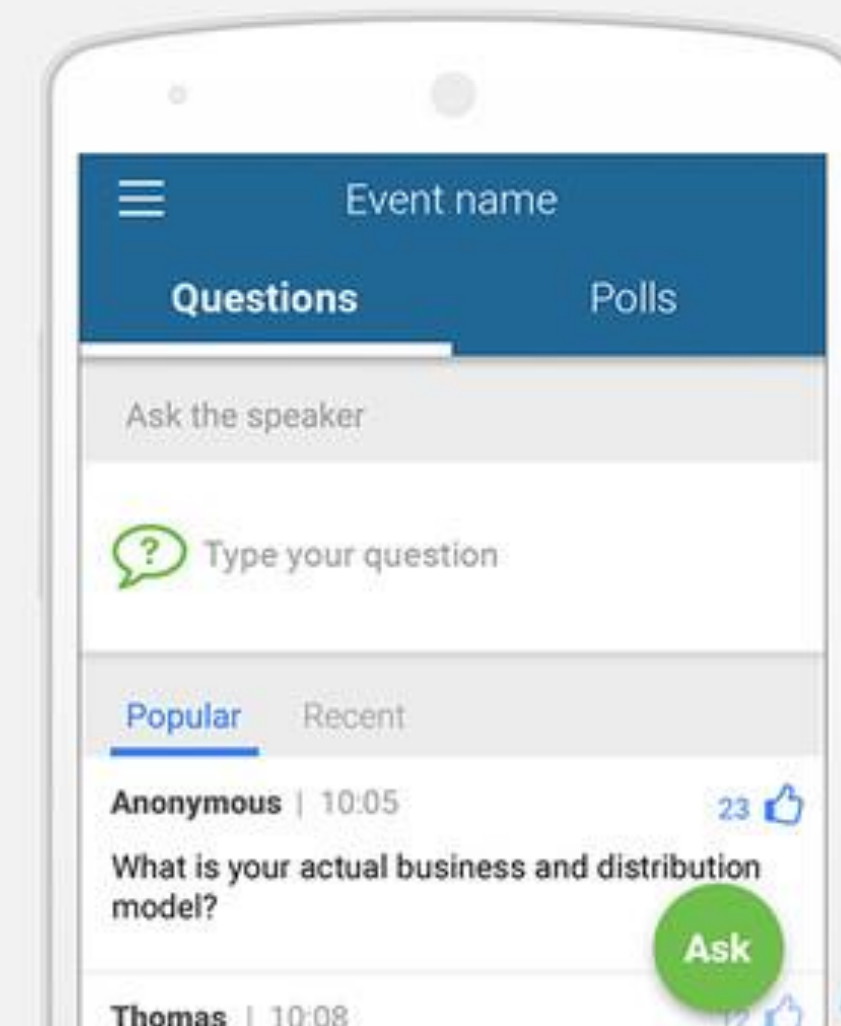 Event name
Questions Polls
Ask the speaker
? Type your question
Popular Recent
Anonymous | 10:05 23
What is your actual business and distribution
model?
Ask
Thomas | 10:08 12